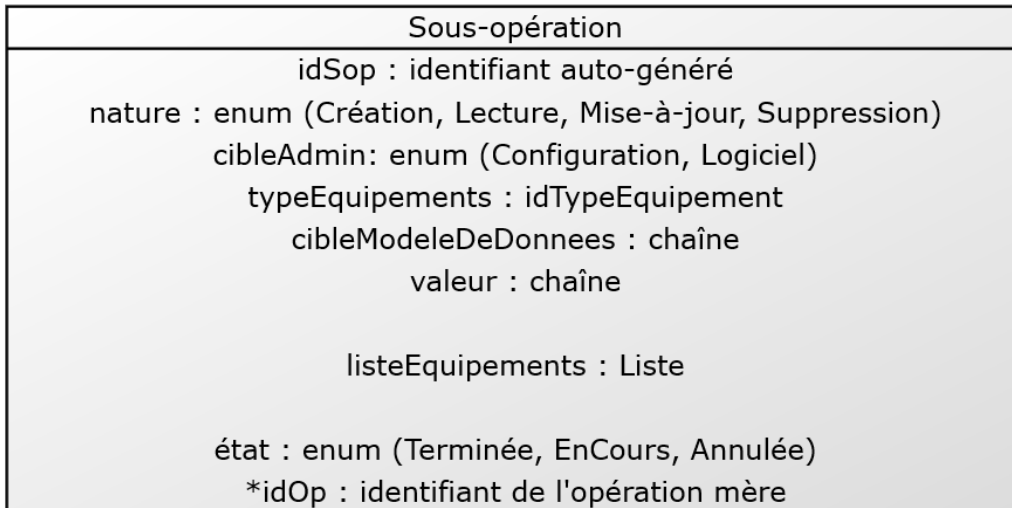 Sous-opération
idSop : identifiant auto-généré
nature : enum (Création, Lecture, Mise-à-jour, Suppression)
cibleAdmin: enum (Configuration, Logiciel)
typeEquipements : idTypeEquipement
cibleModeleDeDonnees : chaîne
valeur : chaîne
listeEquipements : Liste
état : enum (Terminée, EnCours, Annulée)
*idOp : identifiant de l'opération mère